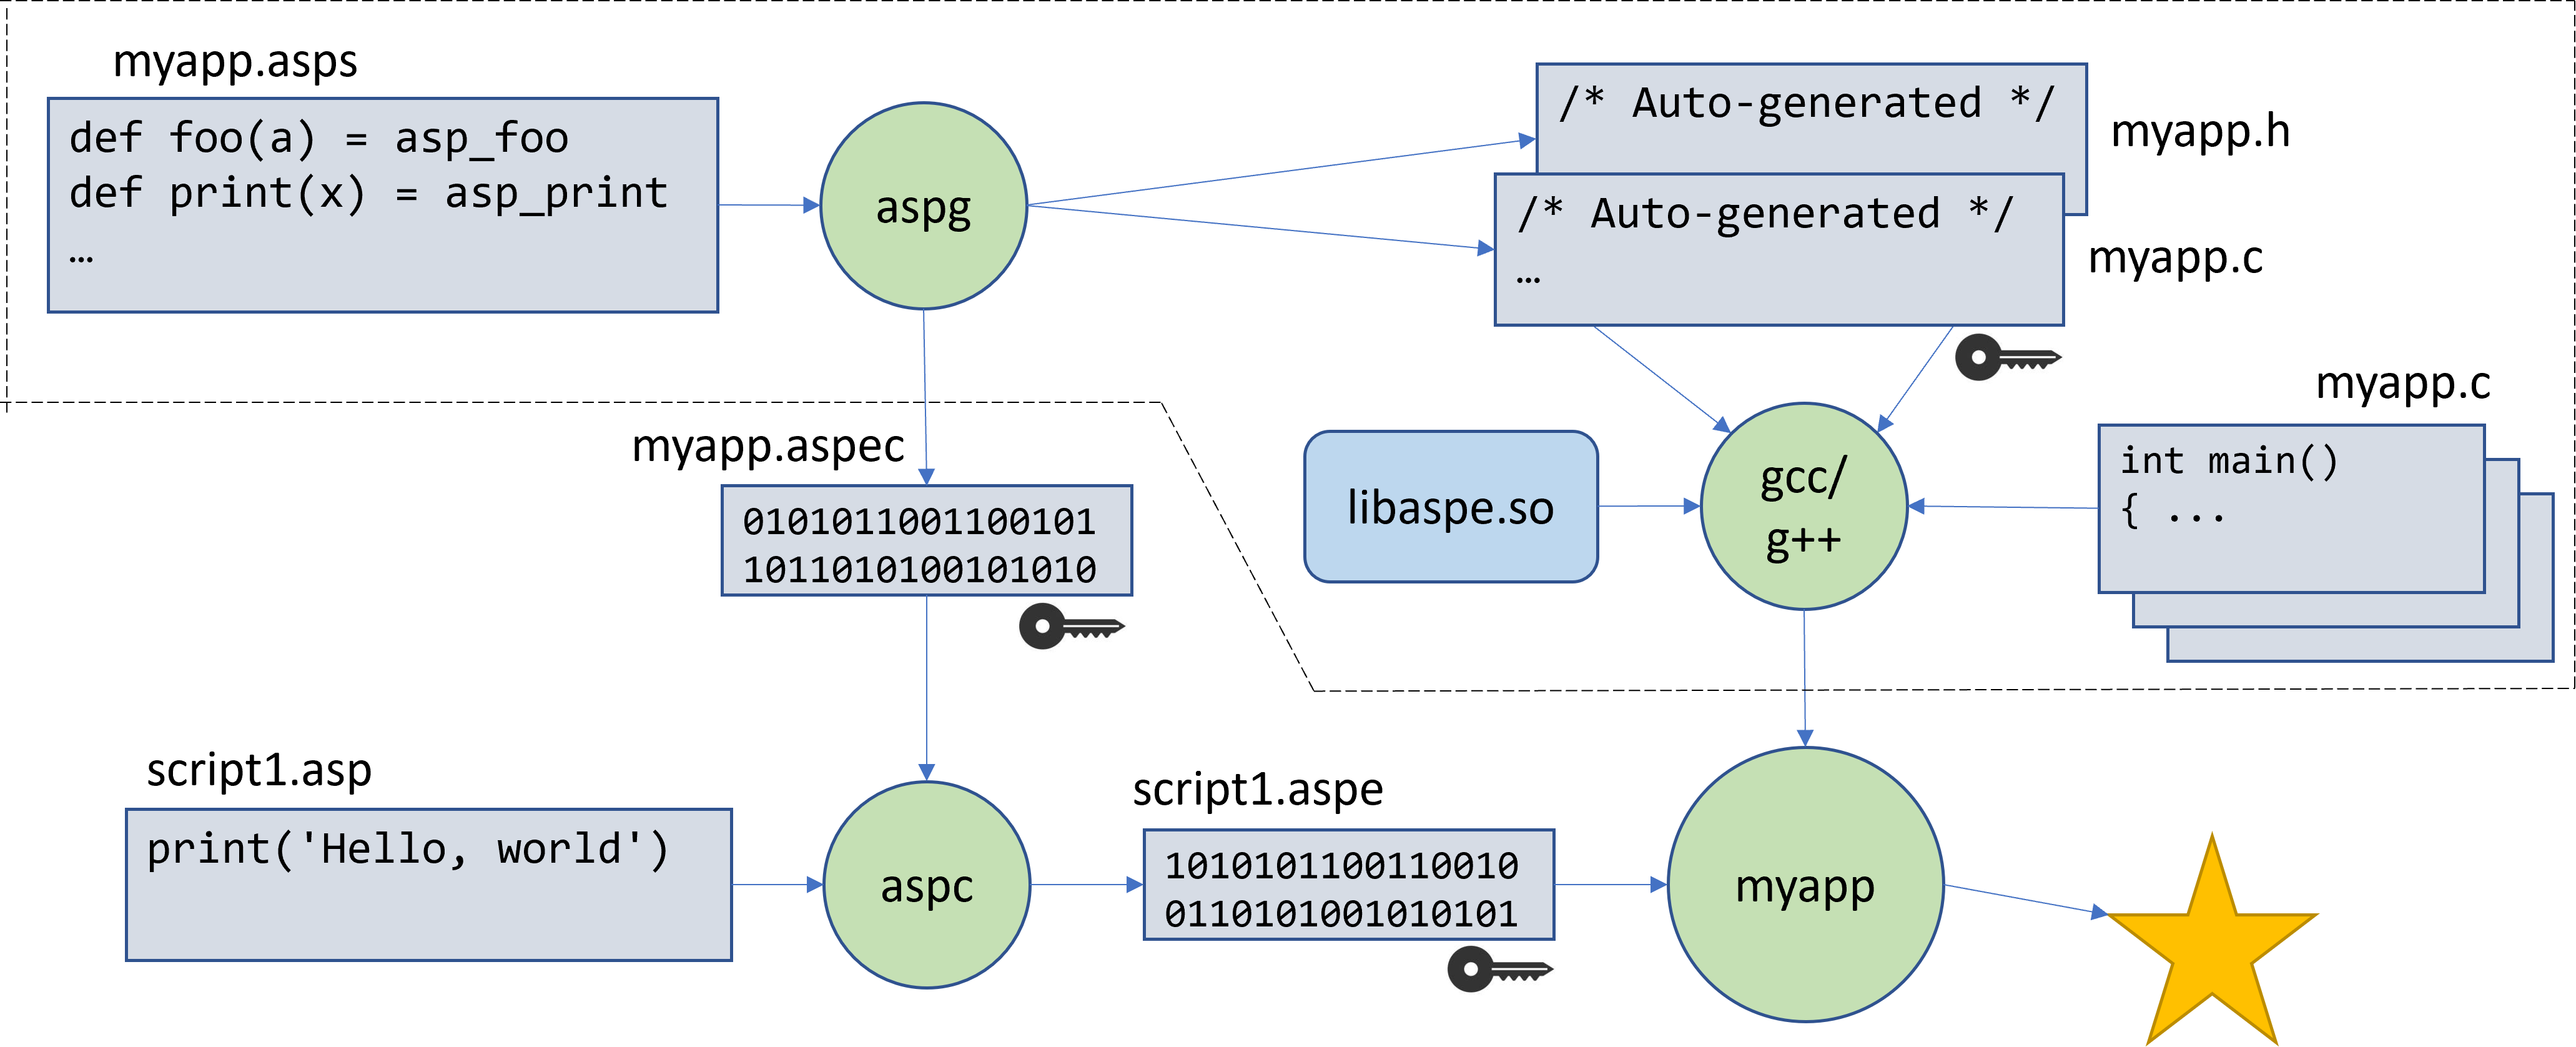 myapp.asps
def foo(a) = asp_foo
def print(x) = asp_print
…
aspg
/* Auto-generated */
myapp.h
/* Auto-generated */
…
myapp.c
myapp.aspec
0101011001100101
1011010100101010
libaspe.so
gcc/
g++
myapp.c
int main()
{ ...
script1.asp
print('Hello, world')
aspc
script1.aspe
1010101100110010
0110101001010101
myapp